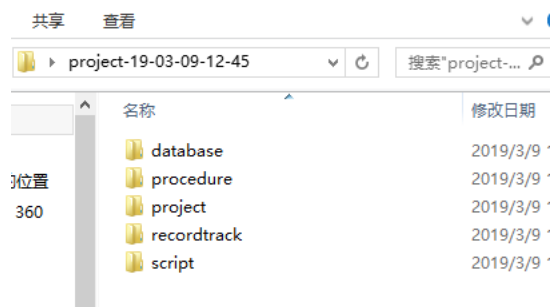 共享 查看
project-19-03-09-12-45
搜索"project-...
名称 修改日期
database 2019/3/9
procedure 2019/3/9
的位置
project 2019/3/9
360
recordtrack 2019/3/9
script 2019/3/9